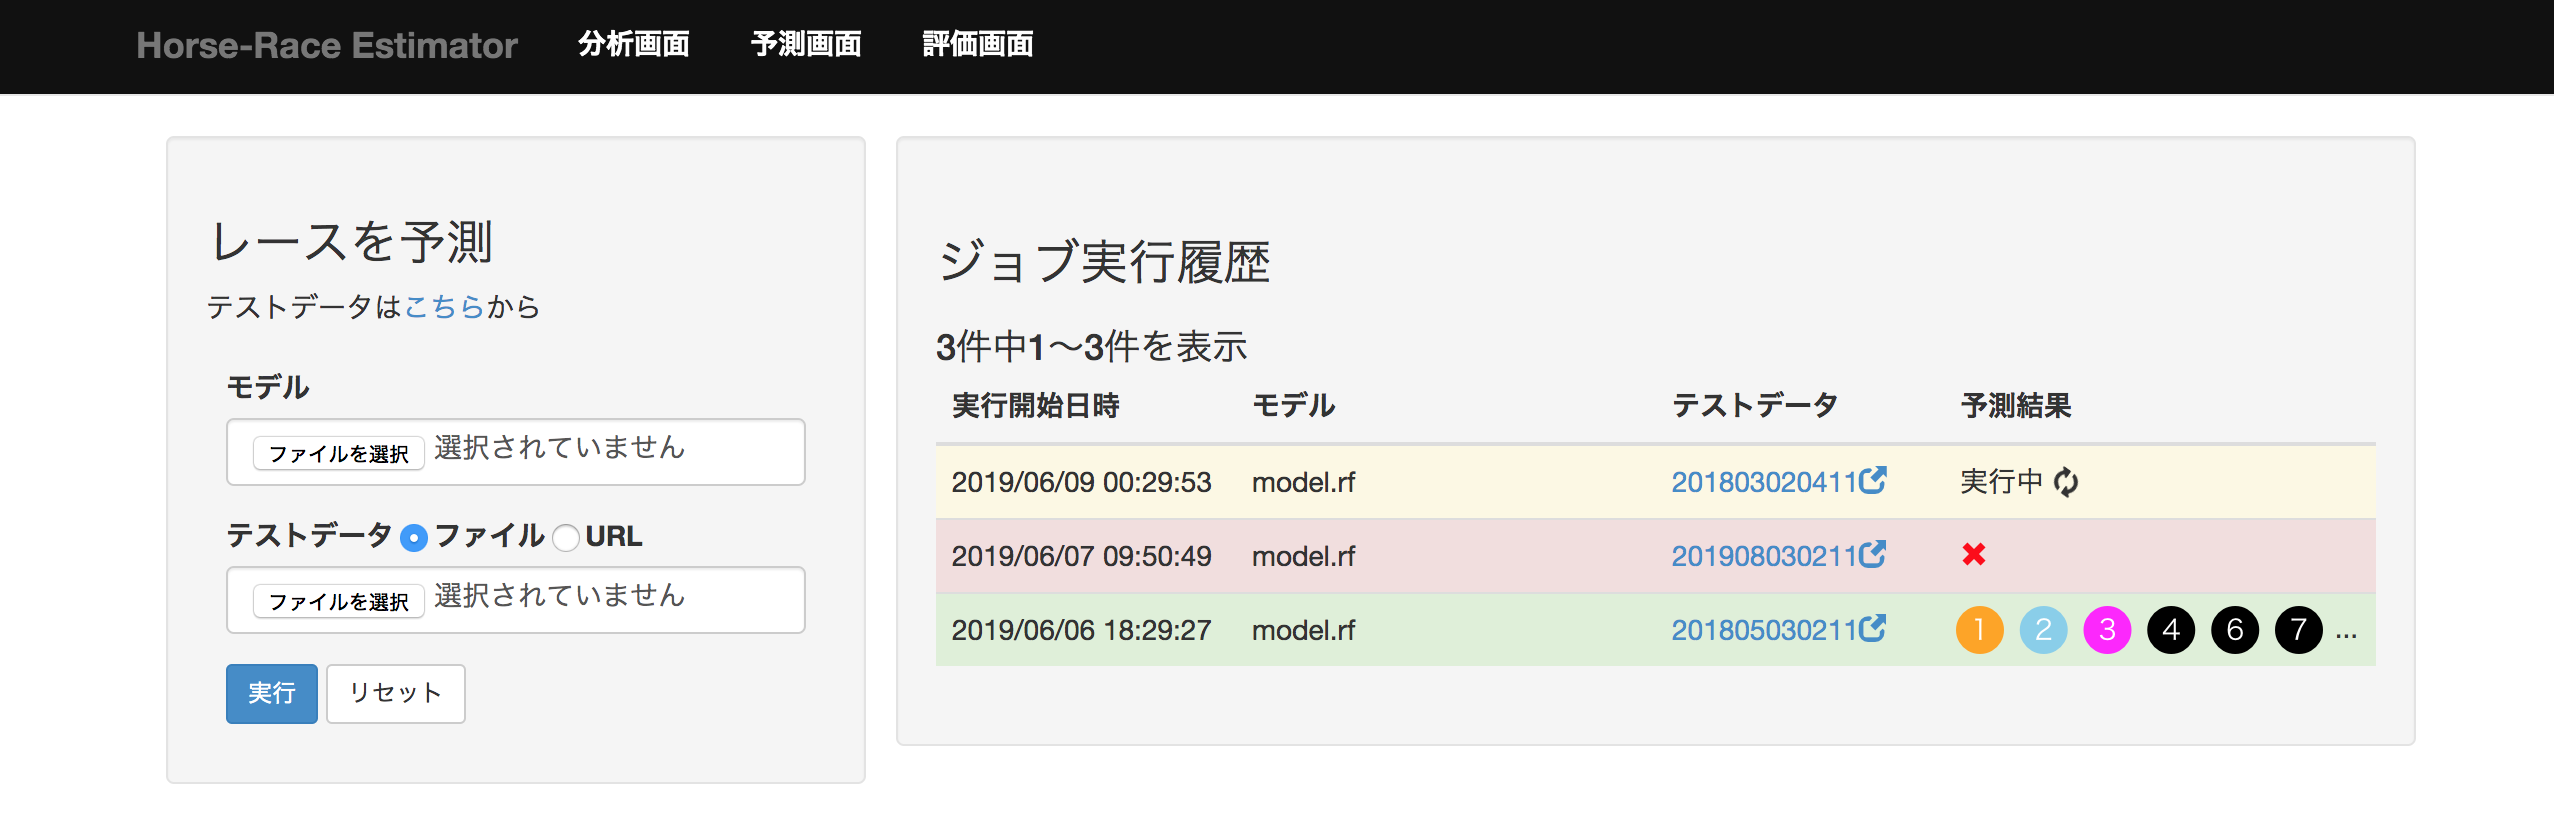 Horse-Race Estimator 分析画面 予測画面 評価画面
レースを予測
テストデータはこちらから
モデル
ファイルを選択 選択されていません
テストデータ ファイル URL
ファイルを選択 選択されていません
実行 リセット
ジョブ実行履歴
3件中1〜3件を表示
実行開始日時 モデル テストデータ 予測結果
2019/06/09 00:29:53 model.rf 201803020411 実行中
2019/06/07 09:50:49 model.rf 201908030211
2019/06/06 18:29:27 model.rf 201805030211 1 2 3 4 6 7 ...